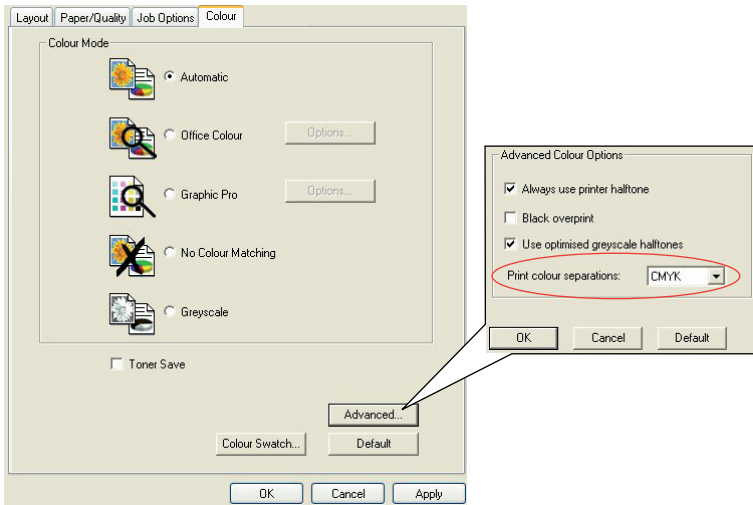 Layout Paper/Quality Job Options Colour
Colour Mode
Automatic
Office Colour Options...
Graphic Pro Options...
No Colour Matching
Greyscale
Toner Save
Advanced...
Colour Swatch... Default
OK Cancel Apply
Advanced Colour Options
Always use printer halftone
Black overprint
Use optimised greyscale halftones
Print colour separations: CMYK
OK Cancel Default